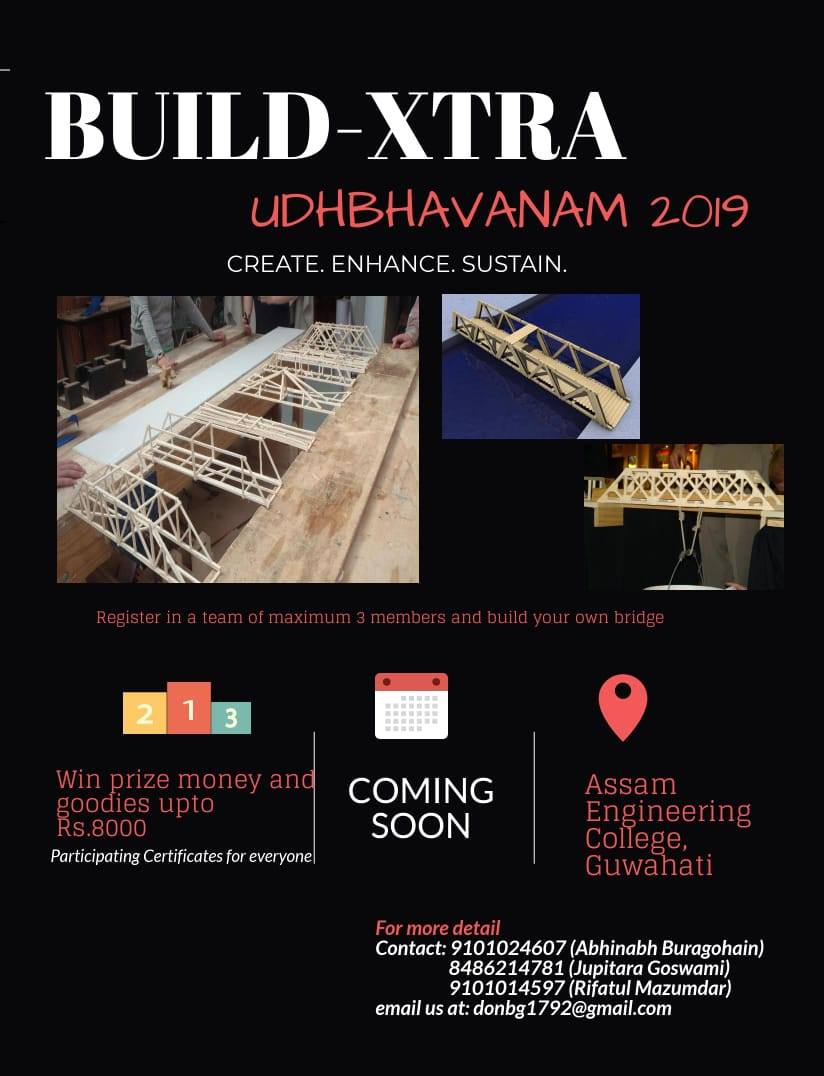 BUILD-XTRA
UDHBHAVANAM 2019
CREATE. ENHANCE. SUSTAIN.
Register in a team of maximum 3 members and build your own bridge
2 1 3
Win prize money and
goodies upto
Rs.8000
Participating Certificates for everyone
COMING
SOON
Assam
Engineering
College,
Guwahati
For more detail
Contact: 9101024607 (Abhinabh Buragohain)
8486214781 (Jupitara Goswami)
9101014597 (Rifatul Mazumdar)
email us at: donbg1792@gmail.com